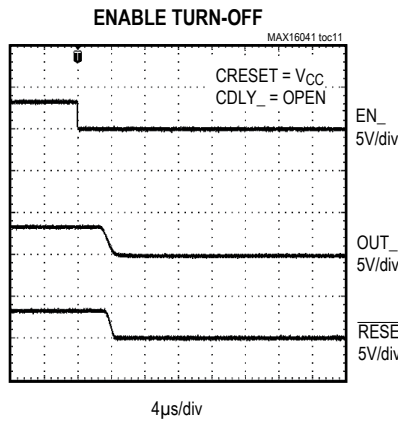 ENABLE TURN-OFF
MAX16041 toc11
CRESET = VCC
CDLY_ = OPEN
EN_
5V/div
OUT_
5V/div
5V/div
4µs/div